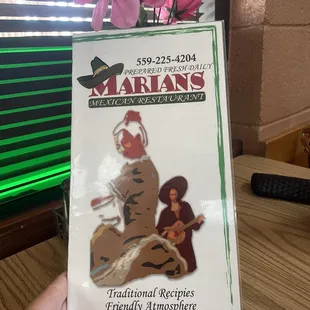 559-225-4204
PREPARED FRESH DAILY
MARIANS
MEXICAN RESTAURANT
Traditional Recipies
Friendly Atmosphere